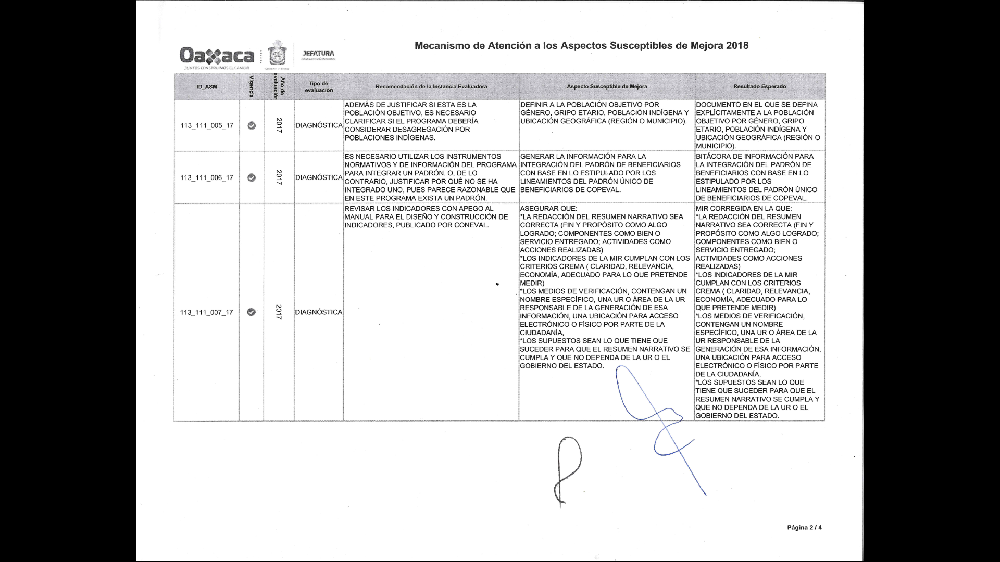 Mecanismo de Atención a los Aspectos Susceptibles de Mejora 2018
Oaxaca
JUNTOS CONSTRUIMOS EL CAMBIO
JEFATURA
ID_ASM
Vigencia
Año de
evaluación
Tipo de
evaluación
Recomendación de la Instancia Evaluadora
Aspecto Susceptible de Mejora
Resultado Esperado
113_111_005_17
2017
DIAGNÓSTICA
ADEMÁS DE JUSTIFICAR SI ESTA ES LA
POBLACIÓN OBJETIVO, ES NECESARIO
CLARIFICAR SI EL PROGRAMA DEBERÍA
CONSIDERAR DESAGREGACIÓN POR
POBLACIONES INDÍGENAS.
DEFINIR A LA POBLACIÓN OBJETIVO POR
GÉNERO, GRIPO ETARIO, POBLACIÓN INDÍGENA Y
UBICACIÓN GEOGRÁFICA (REGIÓN O MUNICIPIO).
DOCUMENTO EN EL QUE SE DEFINA
EXPLÍCITAMENTE A LA POBLACIÓN
OBJETIVO POR GÉNERO, GRIPO
ETARIO, POBLACIÓN INDÍGENA Y
UBICACIÓN GEOGRÁFICA (REGIÓN O
MUNICIPIO).
113_111_006_17
2017
DIAGNÓSTICA
ES NECESARIO UTILIZAR LOS INSTRUMENTOS
NORMATIVOS Y DE INFORMACIÓN DEL PROGRAMA
PARA INTEGRAR UN PADRÓN. O, DE LO
CONTRARIO, JUSTIFICAR POR QUÉ NO SE HA
INTEGRADO UNO, PUES PARECE RAZONABLE QUE
EN ESTE PROGRAMA EXISTA UN PADRÓN.
GENERAR LA INFORMACIÓN PARA LA
INTEGRACIÓN DEL PADRÓN DE BENEFICIARIOS
CON BASE EN LO ESTIPULADO POR LOS
LINEAMIENTOS DEL PADRÓN ÚNICO DE
BENEFICIARIOS DE COPEVAL.
BITÁCORA DE INFORMACIÓN PARA
LA INTEGRACIÓN DEL PADRÓN DE
BENEFICIARIOS CON BASE EN LO
ESTIPULADO POR LOS
LINEAMIENTOS DEL PADRÓN ÚNICO
DE BENEFICIARIOS DE COPEVAL.
113_111_007_17
2017
DIAGNÓSTICA
REVISAR LOS INDICADORES CON APEGO AL
MANUAL PARA EL DISEÑO Y CONSTRUCCIÓN DE
INDICADORES, PUBLICADO POR CONEVAL.
ASEGURAR QUE:
*LA REDACCIÓN DEL RESUMEN NARRATIVO SEA
CORRECTA (FIN Y PROPÓSITO COMO ALGO
LOGRADO; COMPONENTES COMO BIEN O
SERVICIO ENTREGADO; ACTIVIDADES COMO
ACCIONES REALIZADAS)
*LOS INDICADORES DE LA MIR CUMPLAN CON LOS
CRITERIOS CREMA ( CLARIDAD, RELEVANCIA,
ECONOMÍA, ADECUADO PARA LO QUE PRETENDE
MEDIR)
*LOS MEDIOS DE VERIFICACIÓN, CONTENGAN UN
NOMBRE ESPECÍFICO, UNA UR O ÁREA DE LA UR
RESPONSABLE DE LA GENERACIÓN DE ESA
INFORMACIÓN, UNA UBICACIÓN PARA ACCESO
ELECTRÓNICO O FÍSICO POR PARTE DE LA
CIUDADANÍA,
*LOS SUPUESTOS SEAN LO QUE TIENE QUE
SUCEDER PARA QUE EL RESUMEN NARRATIVO SE
CUMPLA Y QUE NO DEPENDA DE LA UR O EL
GOBIERNO DEL ESTADO.
MIR CORREGIDA EN LA QUE:
*LA REDACCIÓN DEL RESUMEN
NARRATIVO SEA CORRECTA (FIN Y
PROPÓSITO COMO ALGO LOGRADO;
COMPONENTES COMO BIEN O
SERVICIO ENTREGADO;
ACTIVIDADES COMO ACCIONES
REALIZADAS)
*LOS INDICADORES DE LA MIR
CUMPLAN CON LOS CRITERIOS
CREMA ( CLARIDAD, RELEVANCIA,
ECONOMÍA, ADECUADO PARA LO
QUE PRETENDE MEDIR)
*LOS MEDIOS DE VERIFICACIÓN,
CONTENGAN UN NOMBRE
ESPECÍFICO, UNA UR O ÁREA DE LA
UR RESPONSABLE DE LA
GENERACIÓN DE ESA INFORMACIÓN,
UNA UBICACIÓN PARA ACCESO
ELECTRÓNICO O FÍSICO POR PARTE
DE LA CIUDADANÍA,
*LOS SUPUESTOS SEAN LO QUE
TIENE QUE SUCEDER PARA QUE EL
RESUMEN NARRATIVO SE CUMPLA Y
QUE NO DEPENDA DE LA UR O EL
GOBIERNO DEL ESTADO.
Página 2 / 4